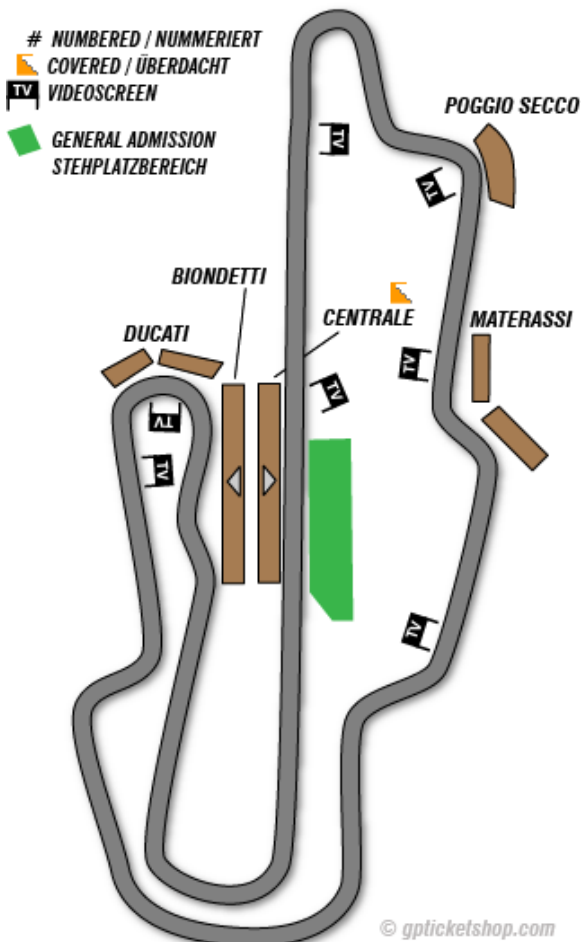 # NUMBERED / NUMMERIERT
COVERED / ÜBERDACHT
TV VIDEOSCREEN
GENERAL ADMISSION
STEHPLATZBEREICH
POGGIO SECCO
TV
TV
BIONDETTI
CENTRALE
MATERASSI
DUCATI
TV
TV
TV
TV
TV
© gpticketshop.com